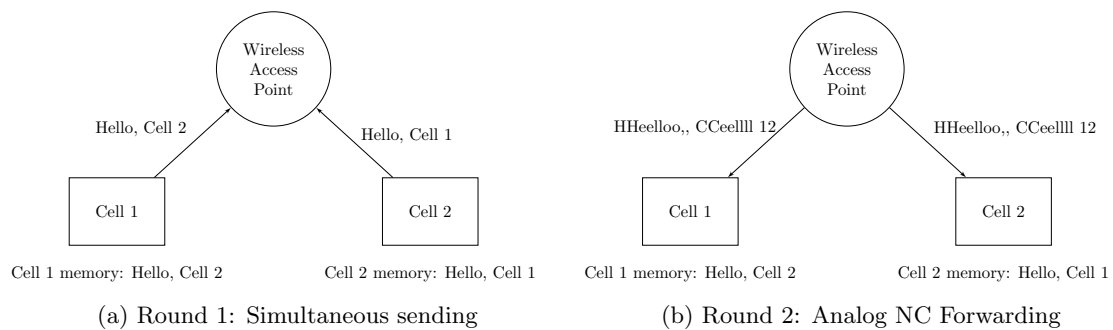 Wireless
Access
Point
Hello, Cell 2
Hello, Cell 1
Cell 1
Cell 2
Cell 1 memory: Hello, Cell 2
Cell 2 memory: Hello, Cell 1
(a) Round 1: Simultaneous sending
Wireless
Access
Point
HHeelloo,, CCeellll 12
HHeelloo,, CCeellll 12
Cell 1
Cell 2
Cell 1 memory: Hello, Cell 2
Cell 2 memory: Hello, Cell 1
(b) Round 2: Analog NC Forwarding